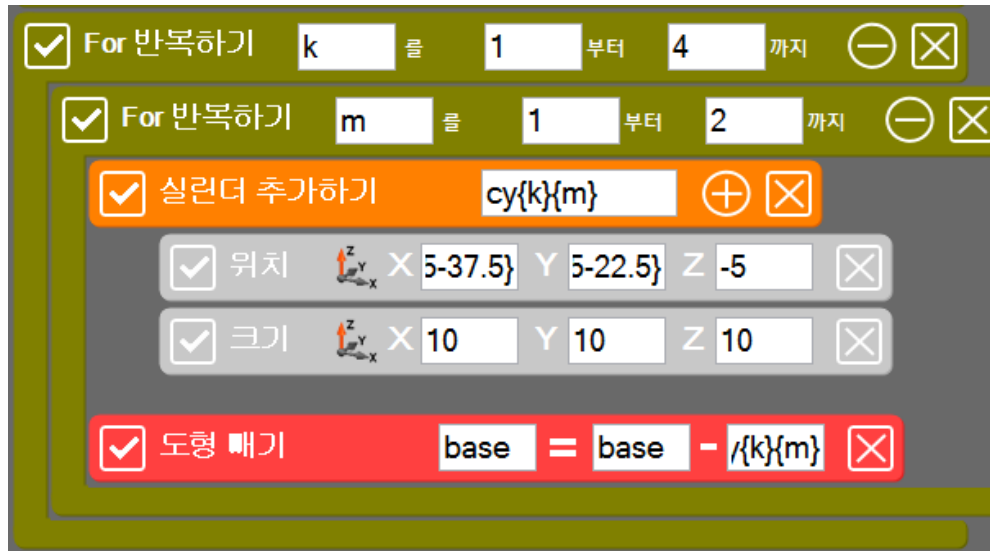 For 반복하기 k 를 1 부터 4 까지
For 반복하기 m 를 1 부터 2 까지
실린더 추가하기 cy{k}{m}
위치 Z Y X X 5-37.5} Y 5-22.5} Z -5
크기 Z Y X X 10 Y 10 Z 10
도형 빼기 base = base - /{k}{m}